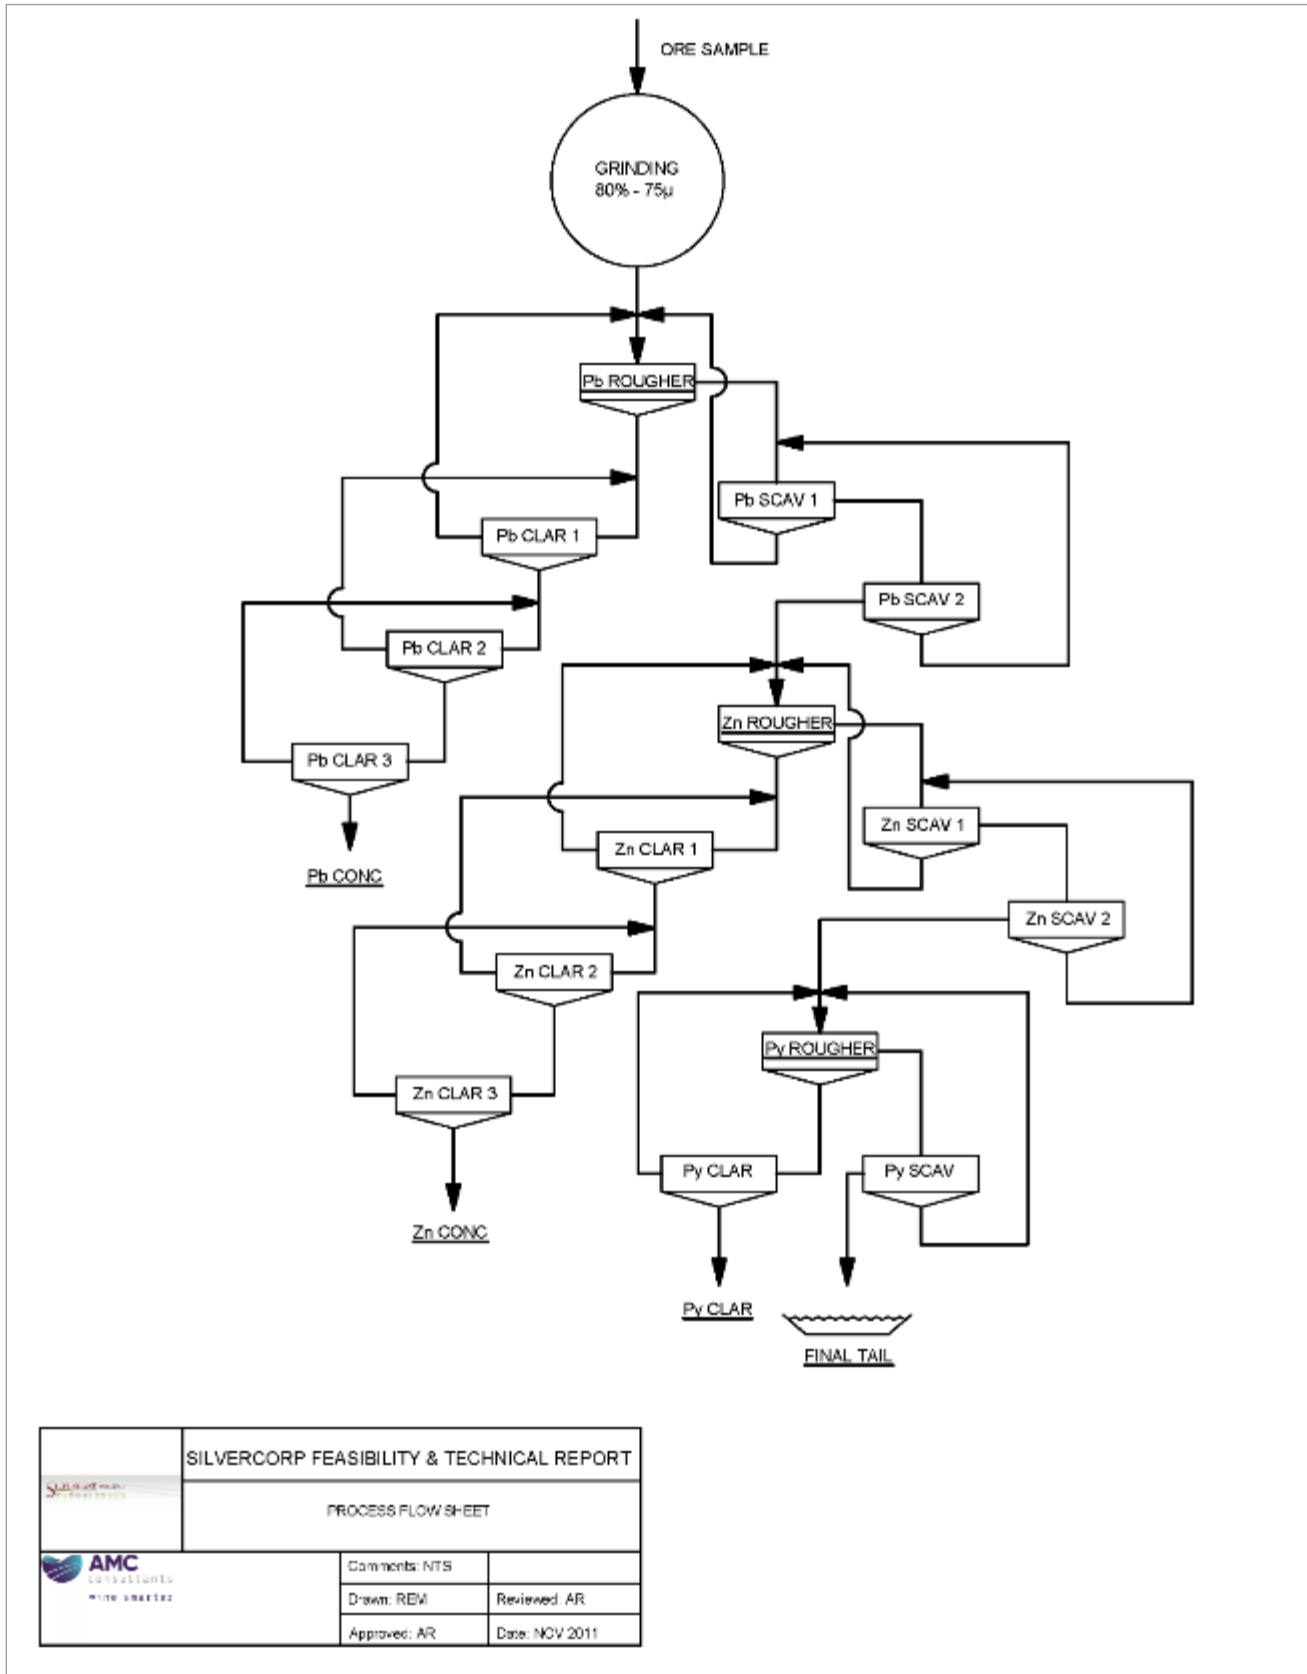 ORE SAMPLE
GRINDING
80% - 75µ
Pb ROUGHER
Pb SCAV 1
Pb CLAR 1
Pb SCAV 2
Pb CLAR 2
Zn ROUGHER
Pb CLAR 3
Zn SCAV 1
Zn CLAR 1
Pb CONC
Zn SCAV 2
Zn CLAR 2
Py ROUGHER
Zn CLAR 3
Py CLAR
Py SCAV
Zn CONC
Py CLAR
FINAL TAIL
SILVERCORP FEASIBILITY & TECHNICAL REPORT
PROCESS FLOW SHEET
AMC
consultants
mine smarter
Comments: NTS
Drawn: REM
Reviewed: AR
Approved: AR
Date: NOV 2011